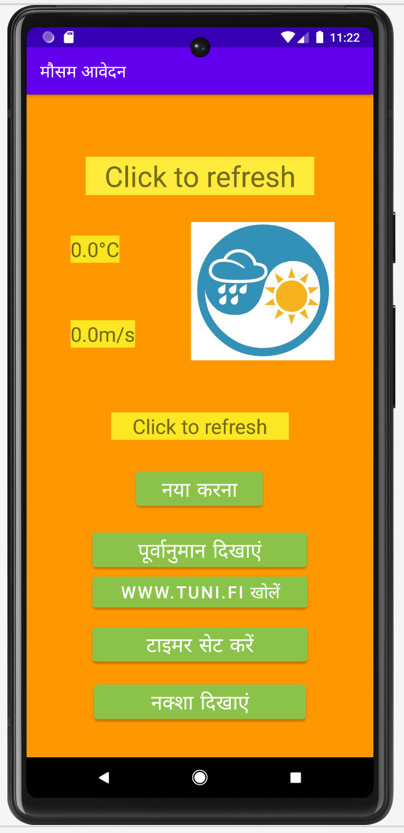 11:22
मौसम आवेदन
Click to refresh
0.0°C
0.0m/s
Click to refresh
नया करना
पूर्वानुमान दिखाएं
WWW.TUNI.FI खोलें
टाइमर सेट करें
नक्शा दिखाएं